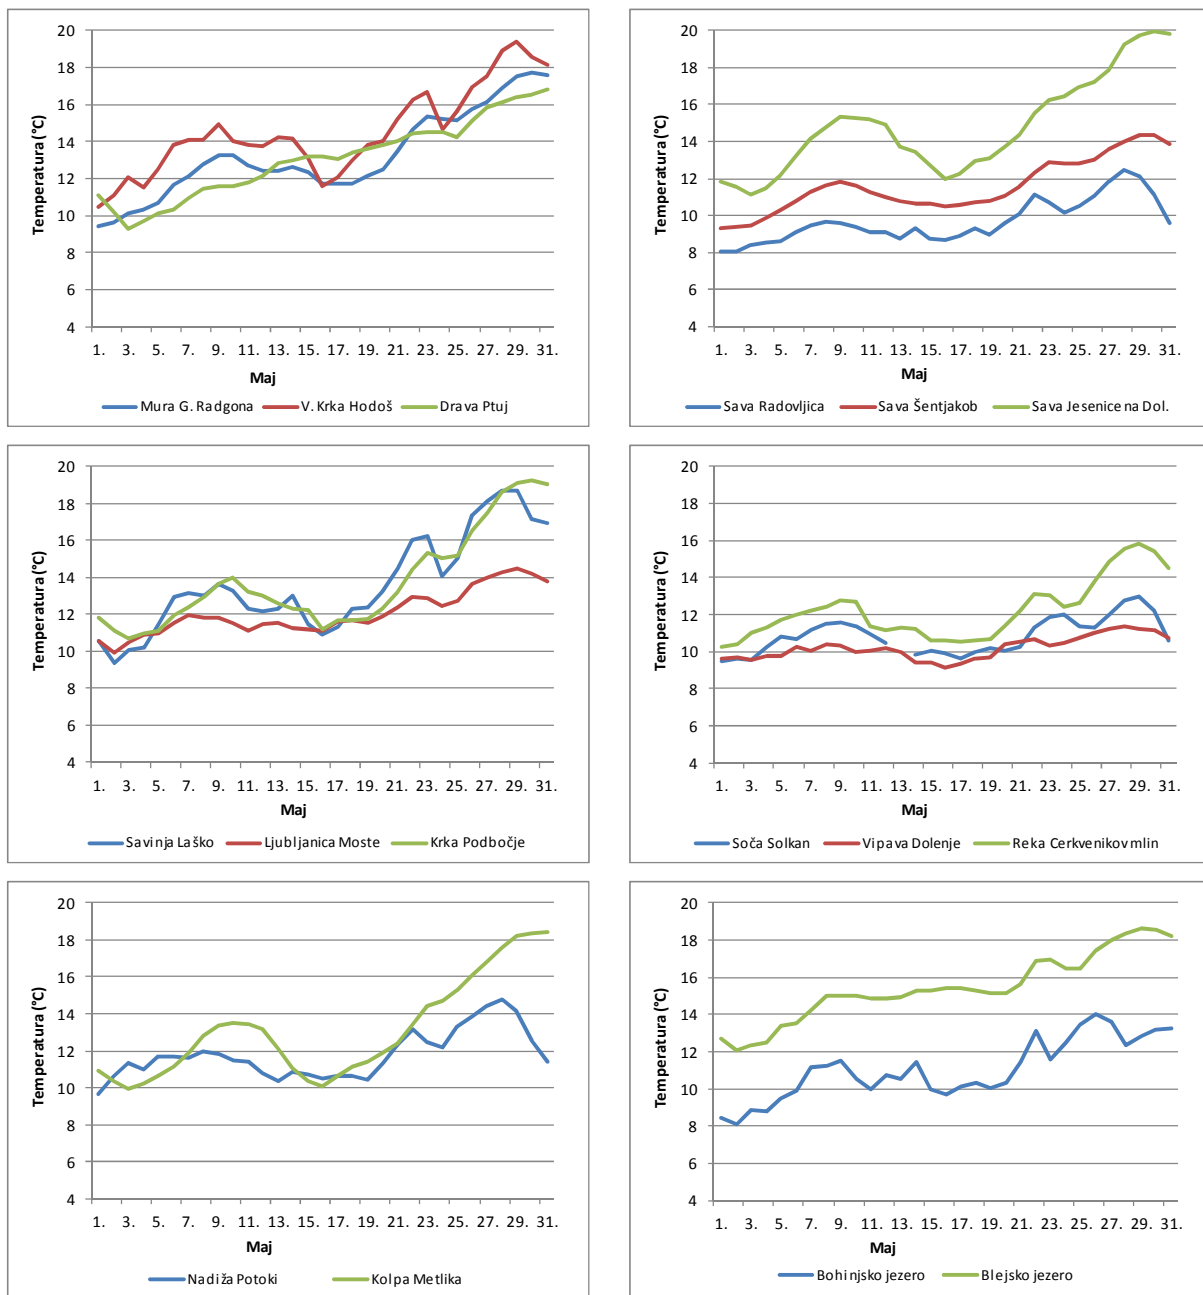 20
18
16
14
12
10
8
6
4
Temperatura (°C)
1. 3. 5. 7. 9. 11. 13. 15. 17. 19. 21. 23. 25. 27. 29. 31.
Maj
Mura G. Radgona V. Krka Hodoš Drava Ptuj
20
18
16
14
12
10
8
6
4
Temperatura (°C)
1. 3. 5. 7. 9. 11. 13. 15. 17. 19. 21. 23. 25. 27. 29. 31.
Maj
Sava Radovljica Sava Šentjakob Sava Jesenice na Dol.
20
18
16
14
12
10
8
6
4
Temperatura (°C)
1. 3. 5. 7. 9. 11. 13. 15. 17. 19. 21. 23. 25. 27. 29. 31.
Maj
Savinja Laško Ljubljanica Moste Krka Podbočje
20
18
16
14
12
10
8
6
4
Temperatura (°C)
1. 3. 5. 7. 9. 11. 13. 15. 17. 19. 21. 23. 25. 27. 29. 31.
Maj
Soča Solkan Vipava Dolenje Reka Cerkvenikov mlin
20
18
16
14
12
10
8
6
4
Temperatura (°C)
1. 3. 5. 7. 9. 11. 13. 15. 17. 19. 21. 23. 25. 27. 29. 31.
Maj
Nadiža Potoki Kolpa Metlika
20
18
16
14
12
10
8
6
4
Temperatura (°C)
1. 3. 5. 7. 9. 11. 13. 15. 17. 19. 21. 23. 25. 27. 29. 31.
Maj
Bohinjsko jezero Blejsko jezero